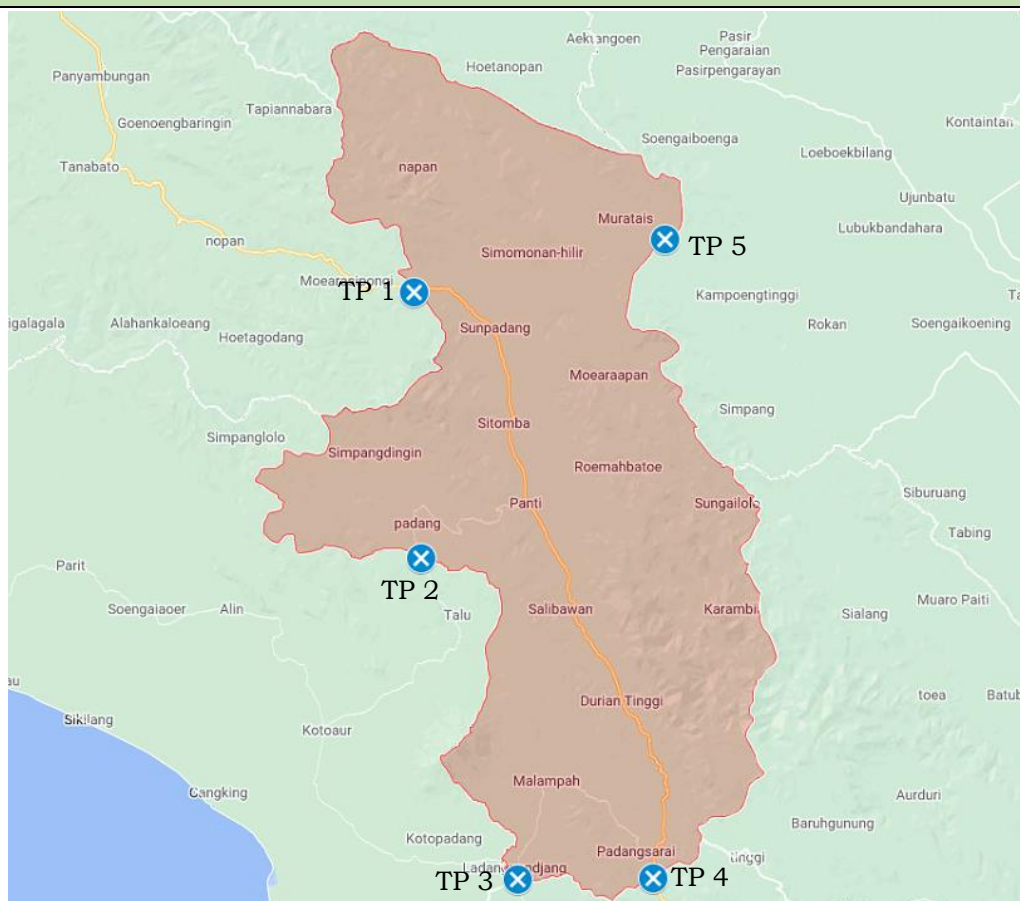 Pasir
Pengaraian
Hoetanopan
Pasirpengarayan
Panyambungan
Tapiannabara
Goenoengbaringin
Kontaintan
Soengaiboenga
Loeboekbilang
Tanabato
napan
Ujunbatu
Muratais
Lubukbandahara
nopan
TP 5
Simomonan-hilir
TP 1
Kampoengtinggi
igalagala
Alahankaloeang
Hoetagodang
Sunpadang
Rokan
Soengaikoening
Moearaapan
Simpang
Sitomba
Simpanglolo
Simpangdingin
Roemahbatoe
Siburuang
Panti
padang
Tabing
Parit
TP 2
Soengaiaoer
Alin
Talu
Salibawan
Karambi
Sialang
Muaro Paiti
au
toea
Batub
Durian Tinggi
Kotoaur
Malampah
Cangking
Aurduri
Baruhgunung
Kotopadang
Padangsarai
tinggi
TP 3
TP 4